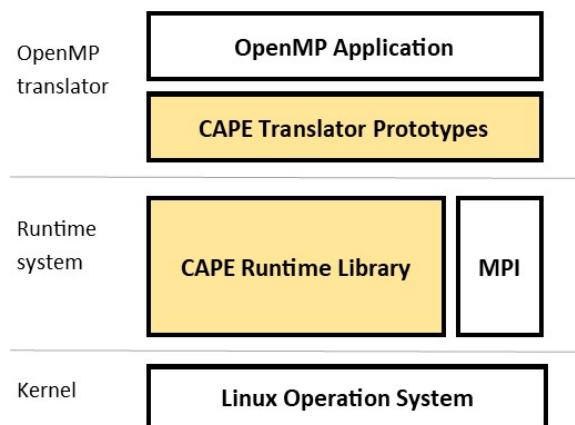 OpenMP
translator
OpenMP Application
CAPE Translator Prototypes
Runtime
system
CAPE Runtime Library
MPI
Kernel
Linux Operation System